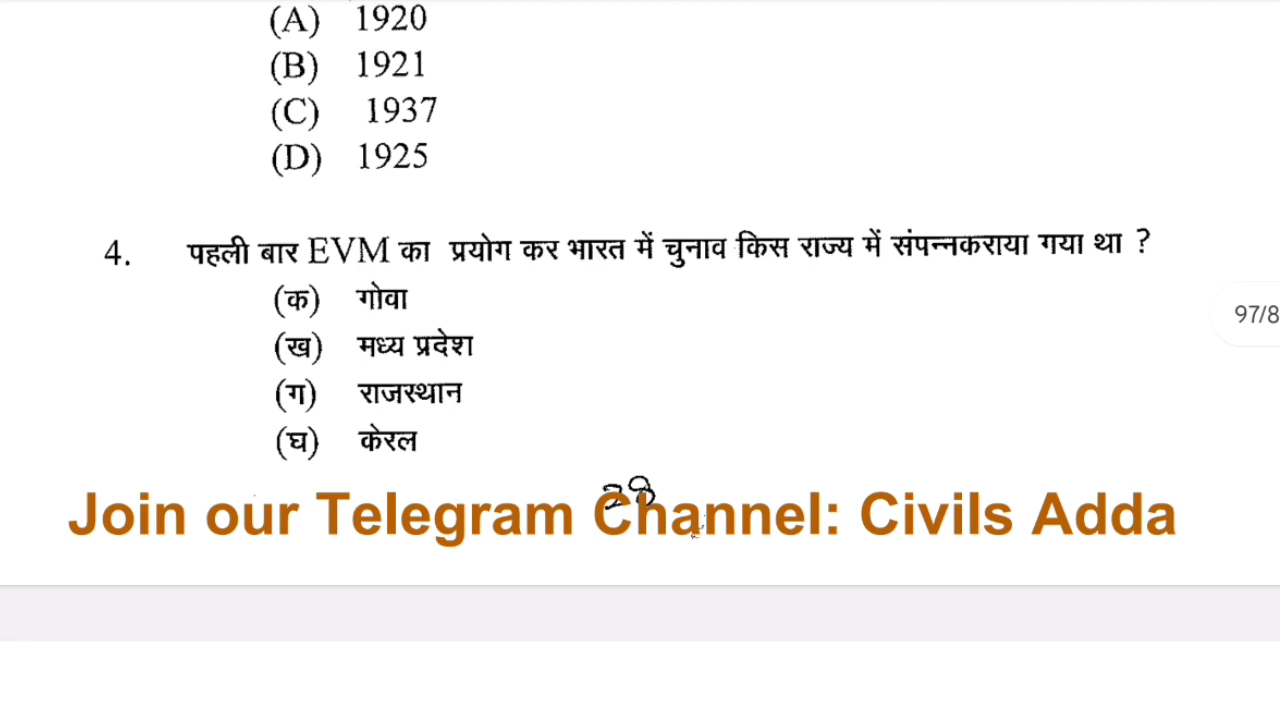 (A) 1920
(B) 1921
(C) 1937
(D) 1925
4. पहली बार EVM का प्रयोग कर भारत में चुनाव किस राज्य में संपन्नकराया गया था ?
(क) गोवा
97/8
(ख) मध्य प्रदेश
(ग) राजस्थान
(घ) केरल
28
Join our Telegram Channel: Civils Adda